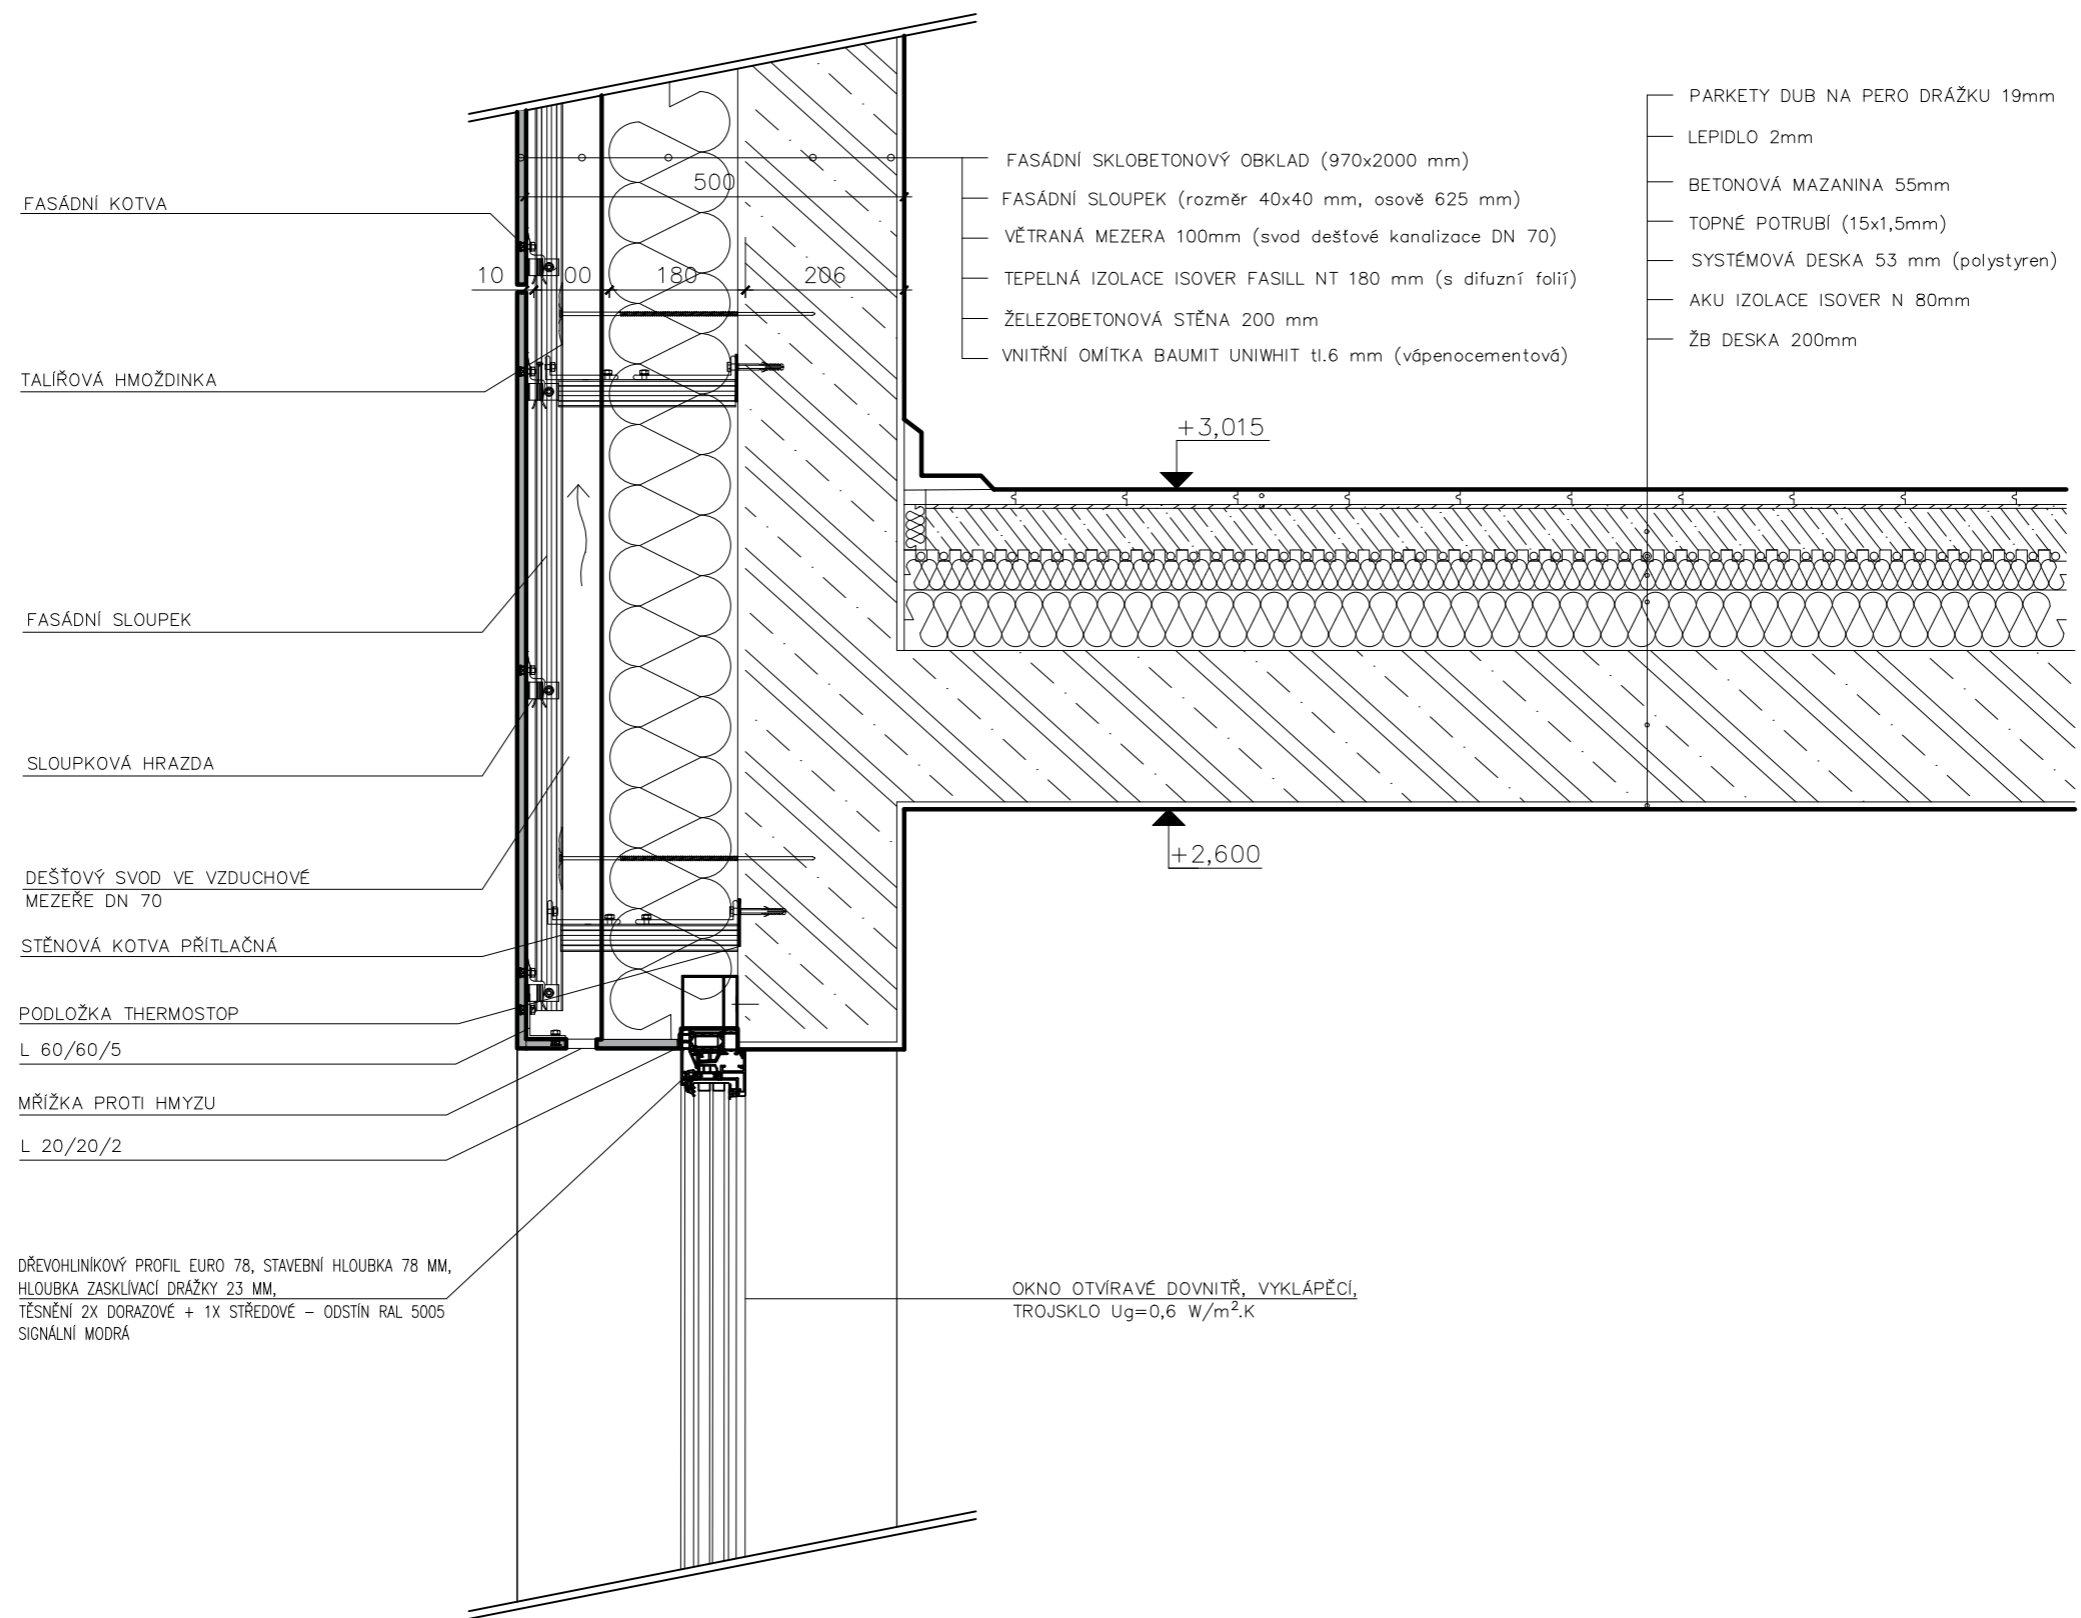 PARKETY DUB NA PERO DRÁŽKU 19mm
LEPIDLO 2mm
BETONOVÁ MAZANINA 55mm
TOPNÉ POTRUBÍ (15x1,5mm)
SYSTÉMOVÁ DESKA 53 mm (polystyren)
AKU IZOLACE ISOVER N 80mm
ŽB DESKA 200mm
FASÁDNÍ SKLOBETONOVÝ OBKLAD (970x2000 mm)
FASÁDNÍ SLOUPEK (rozměr 40x40 mm, osově 625 mm)
VĚTRANÁ MEZERA 100mm (svod dešťové kanalizace DN 70)
TEPELNÁ IZOLACE ISOVER FASILL NT 180 mm (s difuzní folií)
ŽELEZOBETONOVÁ STĚNA 200 mm
VNITŘNÍ OMÍTKA BAUMIT UNIWHIT tl.6 mm (vápenocementová)
500
10 100 180 206
+3,015
+2,600
FASÁDNÍ KOTVA
TALÍŘOVÁ HMOŽDINKA
FASÁDNÍ SLOUPEK
SLOUPKOVÁ HRAZDA
DEŠŤOVÝ SVOD VE VZDUCHOVÉ
MEZEŘE DN 70
STĚNOVÁ KOTVA PŘÍTLAČNÁ
PODLOŽKA THERMOSTOP
L 60/60/5
MŘÍŽKA PROTI HMYZU
L 20/20/2
DŘEVOHLINÍKOVÝ PROFIL EURO 78, STAVEBNÍ HLOUBKA 78 MM,
HLOUBKA ZASKLÍVACÍ DRÁŽKY 23 MM,
TĚSNĚNÍ 2X DORAZOVÉ + 1X STŘEDOVÉ – ODSTÍN RAL 5005
SIGNÁLNÍ MODRÁ
OKNO OTVÍRAVÉ DOVNITŘ, VYKLÁPĚCÍ,
TROJSKLO Ug=0,6 W/m².K